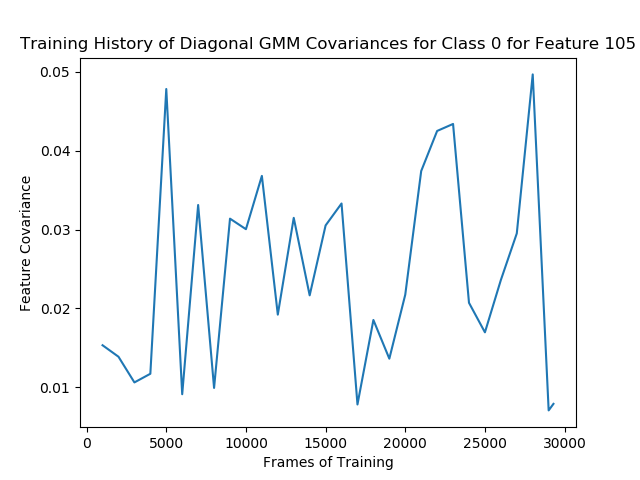 Training History of Diagonal GMM Covariances for Class 0 for Feature 105
0.05
0.04
0.03
0.02
0.01
Feature Covariance
0 5000 10000 15000 20000 25000 30000
Frames of Training